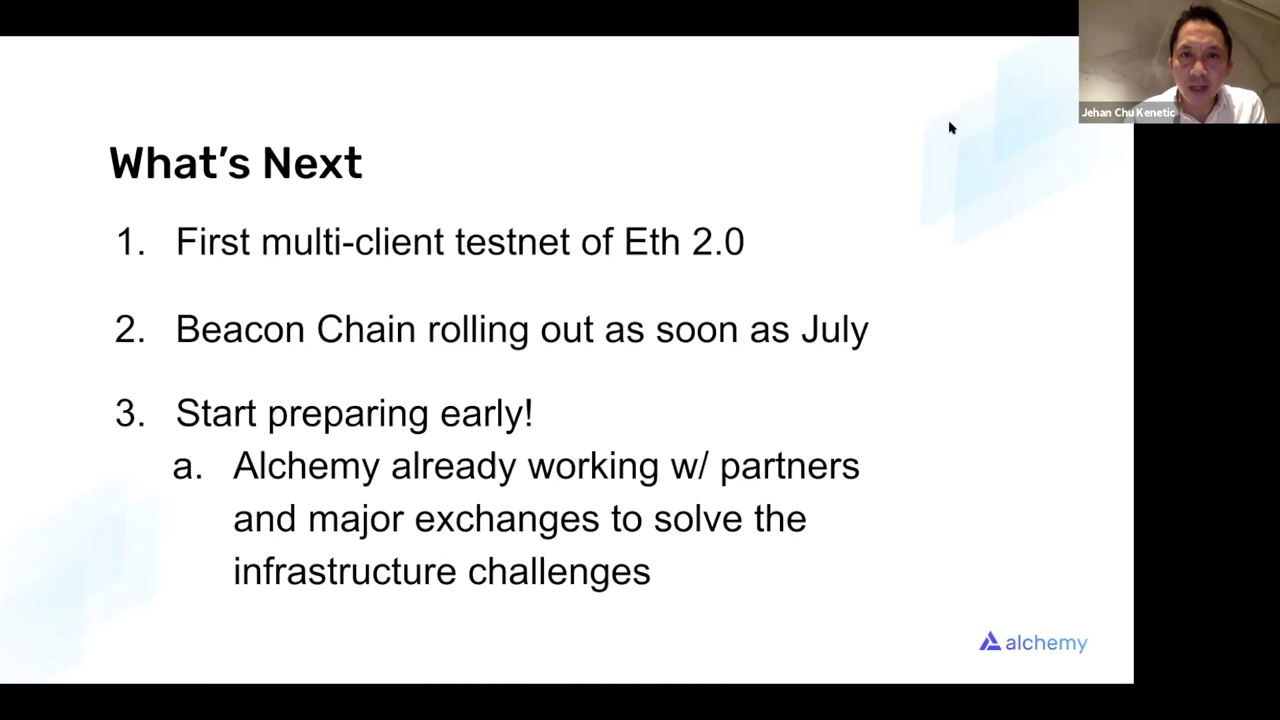 Jehan Chu Kenetic
What's Next
1. First multi-client testnet of Eth 2.0
2. Beacon Chain rolling out as soon as July
3. Start preparing early!
a. Alchemy already working w/ partners
and major exchanges to solve the
infrastructure challenges
alchemy